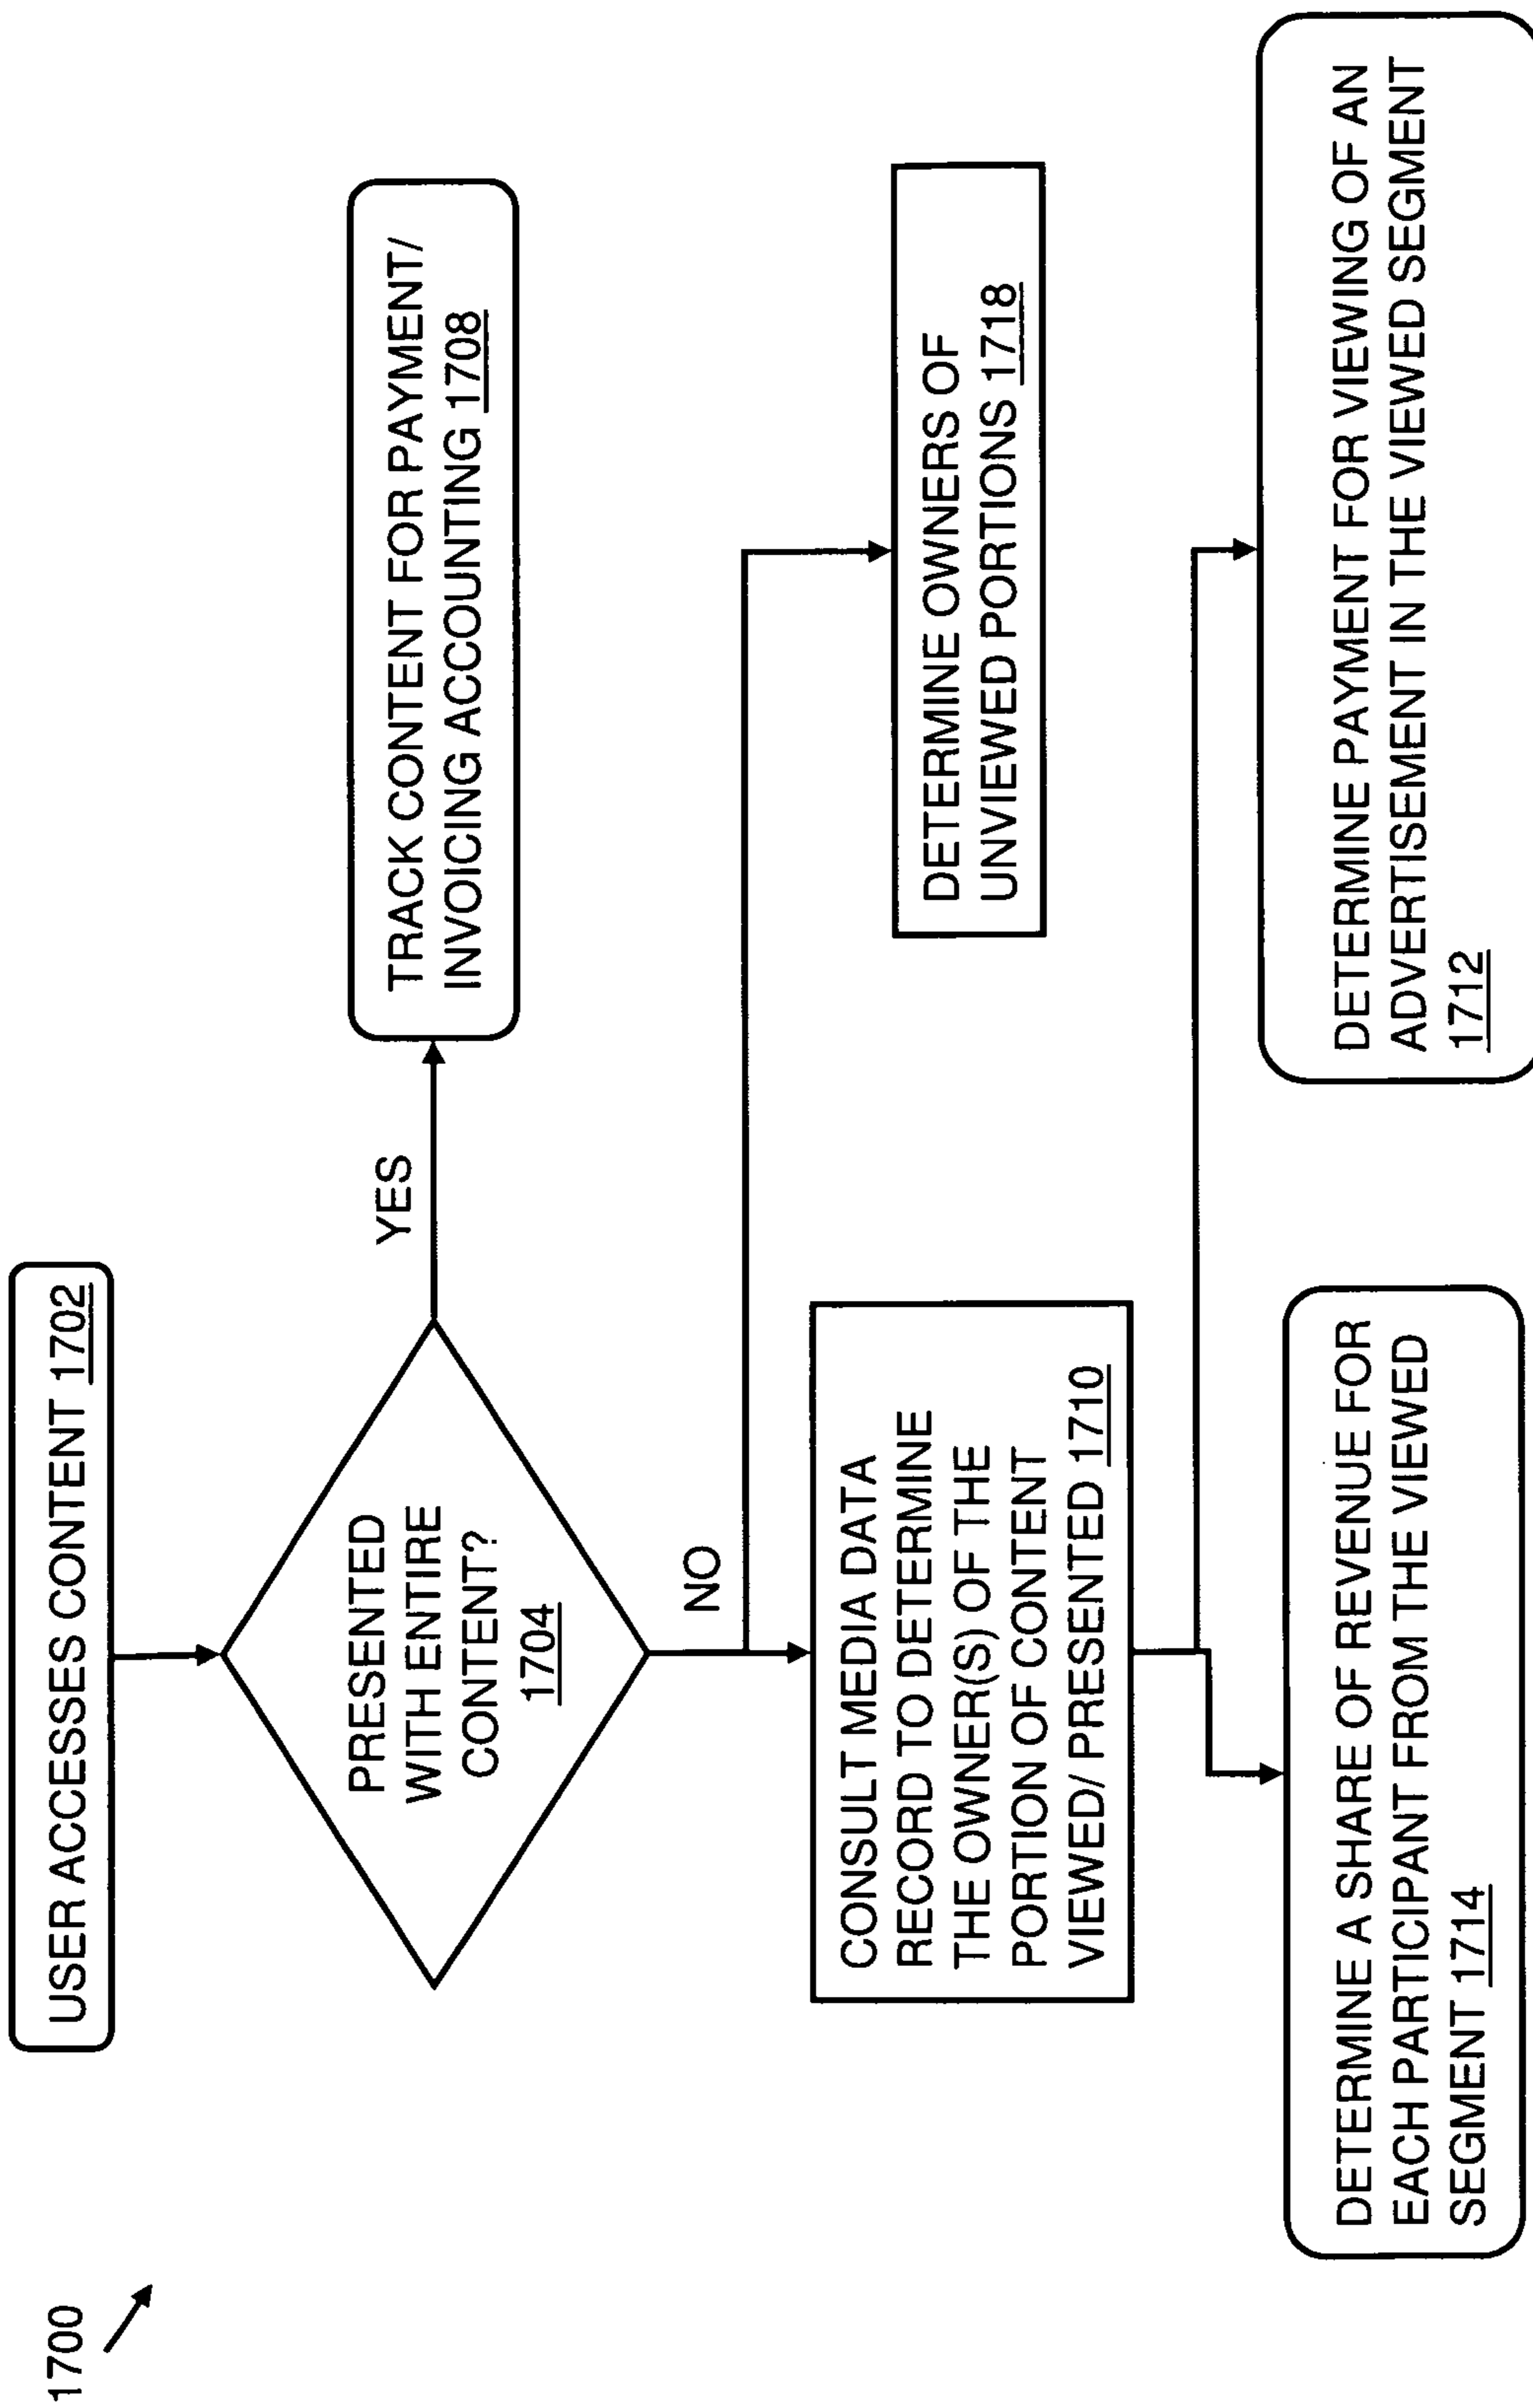 1700
USER ACCESSES CONTENT 1702
PRESENTED
WITH ENTIRE
CONTENT?
1704
YES
TRACK CONTENT FOR PAYMENT/
INVOICING ACCOUNTING 1708
NO
CONSULT MEDIA DATA
RECORD TO DETERMINE
THE OWNER(S) OF THE
PORTION OF CONTENT
VIEWED/ PRESENTED 1710
DETERMINE OWNERS OF
UNVIEWED PORTIONS 1718
DETERMINE A SHARE OF REVENUE FOR
EACH PARTICIPANT FROM THE VIEWED
SEGMENT 1714
DETERMINE PAYMENT FOR VIEWING OF AN
ADVERTISEMENT IN THE VIEWED SEGMENT
1712